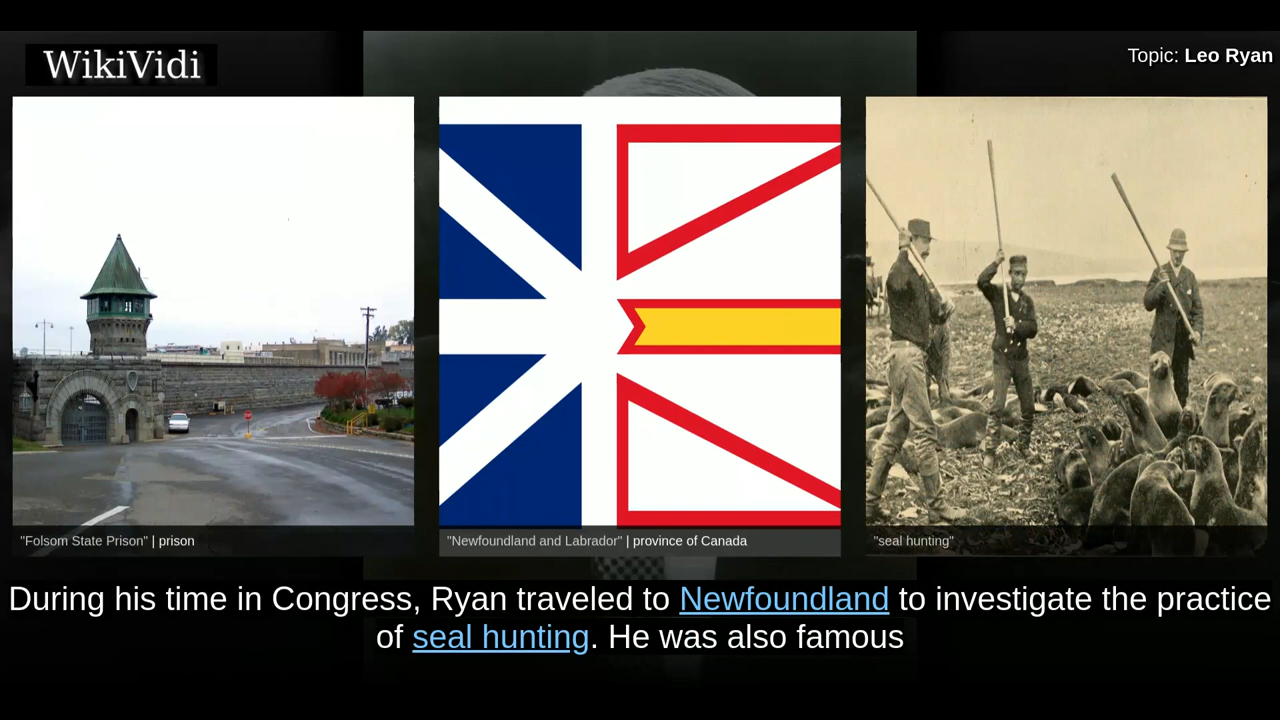 WikiVidi
Topic: Leo Ryan
"Folsom State Prison" | prison
"Newfoundland and Labrador" | province of Canada
"seal hunting"
During his time in Congress, Ryan traveled to Newfoundland to investigate the practice
of seal hunting. He was also famous